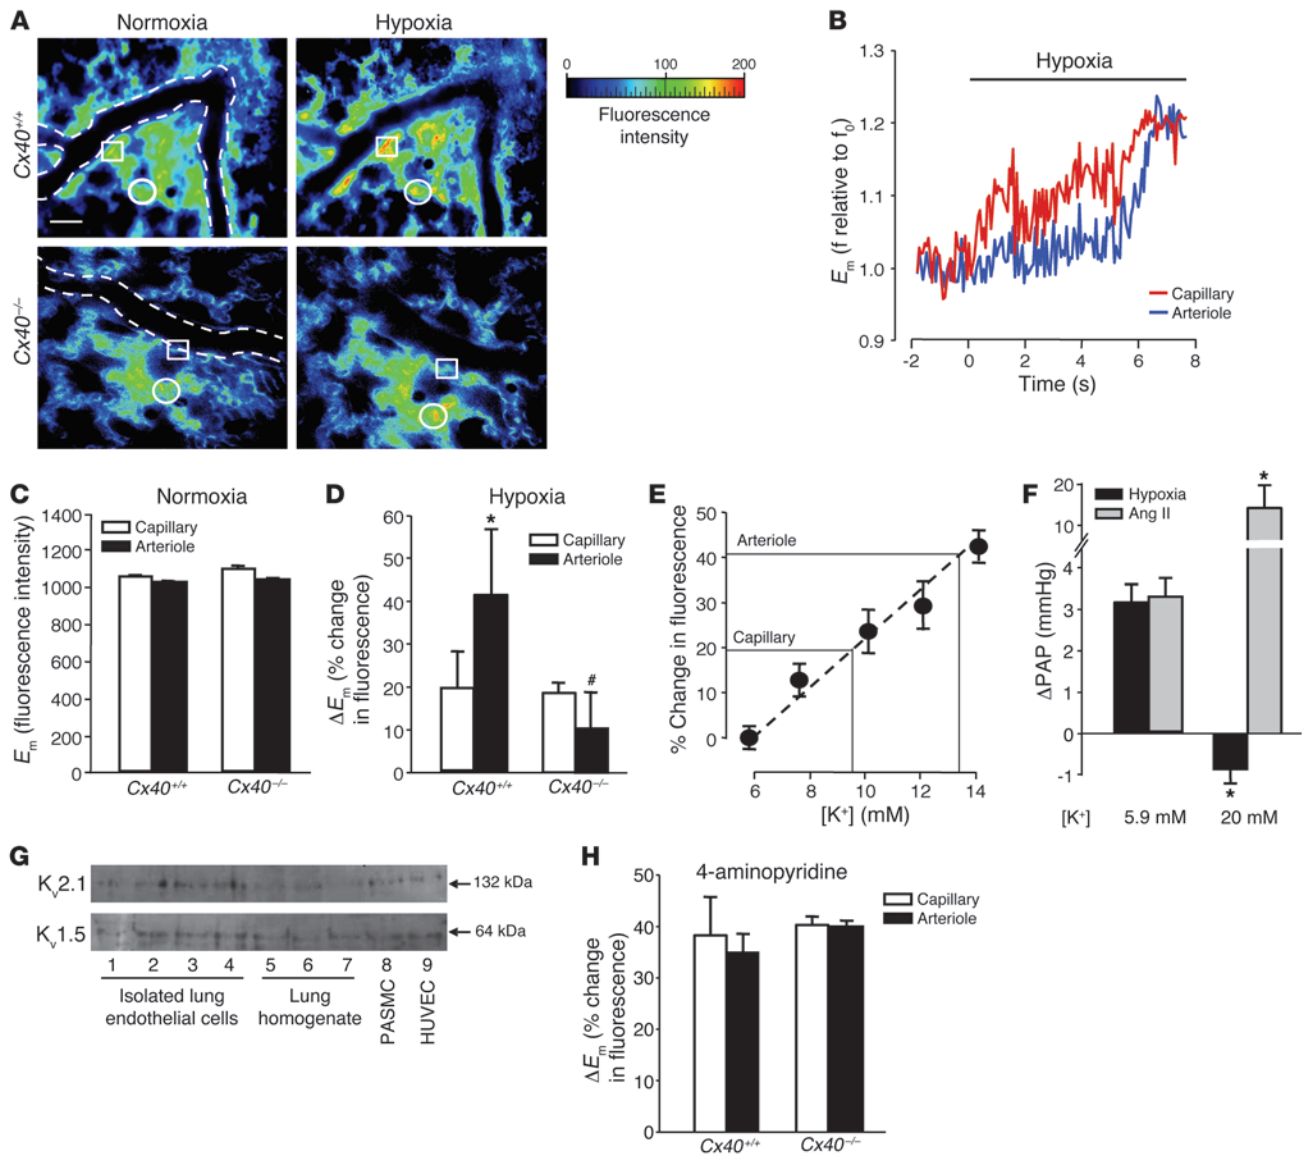 A
Normoxia
Hypoxia
Cx40+/+
Cx40−/−
0
100
200
Fluorescence
intensity
B
Hypoxia
1.3
1.2
1.1
1.0
0.9
Em (f relative to f0)
Capillary
Arteriole
-2
0
2
4
6
8
Time (s)
C
Normoxia
Em (fluorescence intensity)
1400
1200
1000
800
600
400
200
0
Capillary
Arteriole
Cx40+/+
Cx40−/−
D
Hypoxia
ΔEm (% change
in fluorescence)
60
50
40
30
20
10
0
Capillary
Arteriole
*
#
Cx40+/+
Cx40−/−
E
% Change in fluorescence
50
40
30
20
10
0
Arteriole
Capillary
6
8
10
12
14
[K+] (mM)
F
ΔPAP (mmHg)
20
10
4
3
2
1
0
-1
Hypoxia
Ang II
*
*
[K+]
5.9 mM
20 mM
G
Kv2.1
132 kDa
Kv1.5
64 kDa
1 2 3 4 5 6 7 8 9
Isolated lung
endothelial cells
Lung
homogenate
PASMC
HUVEC
H
4-aminopyridine
ΔEm (% change
in fluorescence)
50
40
30
20
10
0
Capillary
Arteriole
Cx40+/+
Cx40−/−